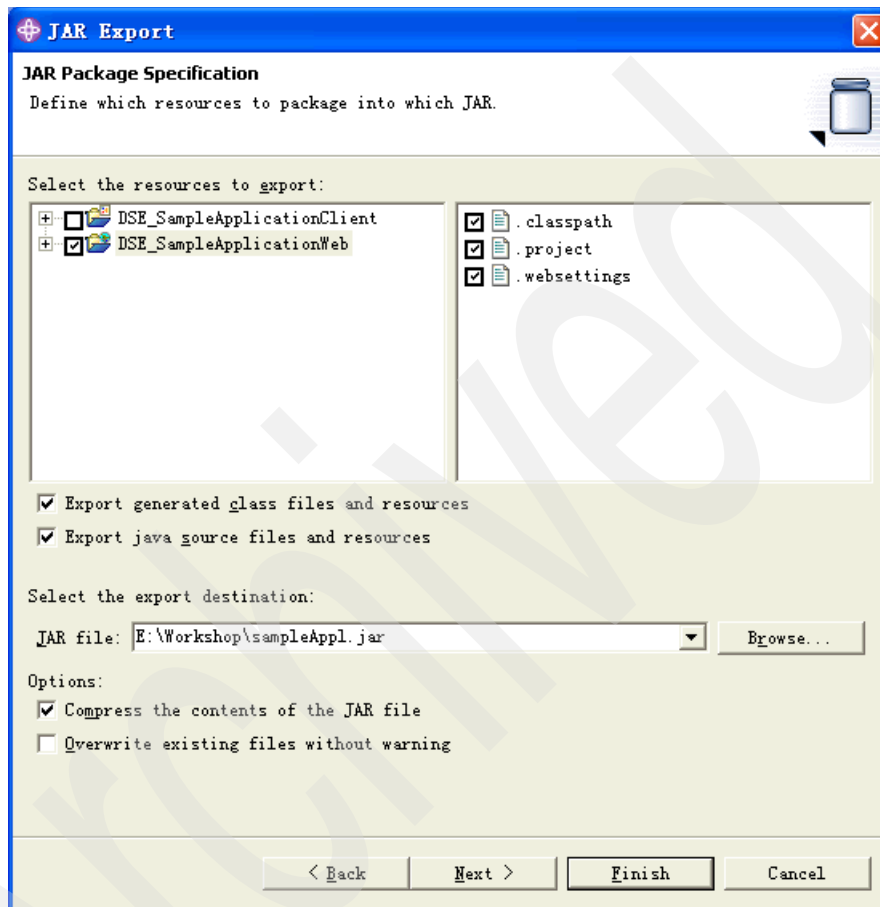 JAR Export
JAR Package Specification
Define which resources to package into which JAR.
Select the resources to export:
DSE_SampleApplicationClient
DSE_SampleApplicationWeb
.classpath
.project
.websettings
Export generated class files and resources
Export java source files and resources
Select the export destination:
JAR file: E:\Workshop\sampleAppl.jar Browse...
Options:
Compress the contents of the JAR file
Overwrite existing files without warning
< Back Next > Finish Cancel
Archived